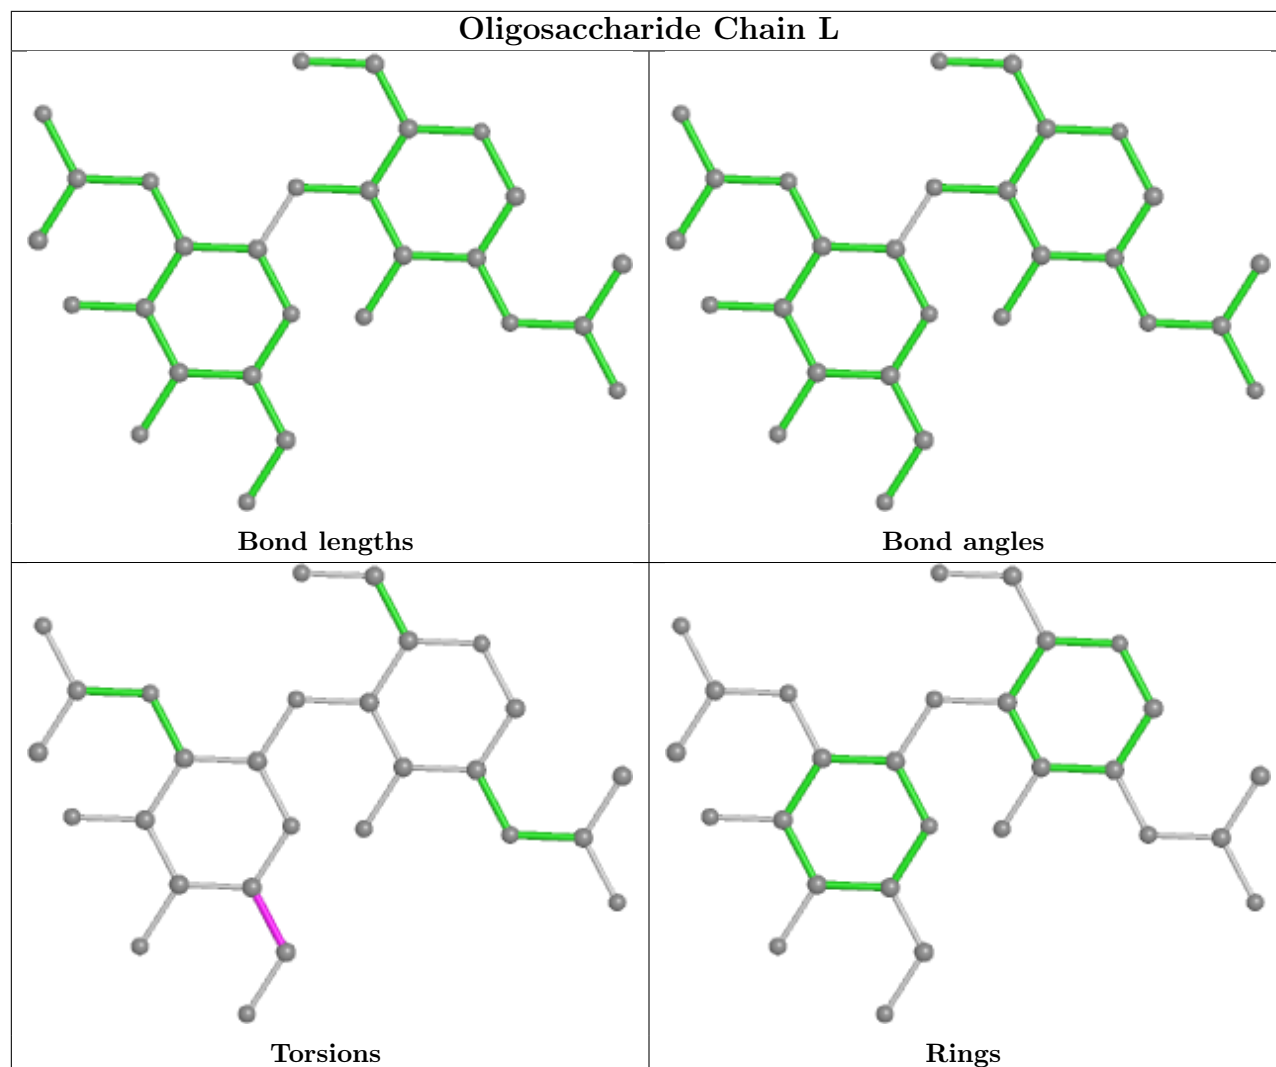 Oligosaccharide Chain L
Bond lengths
Bond angles
Torsions
Rings